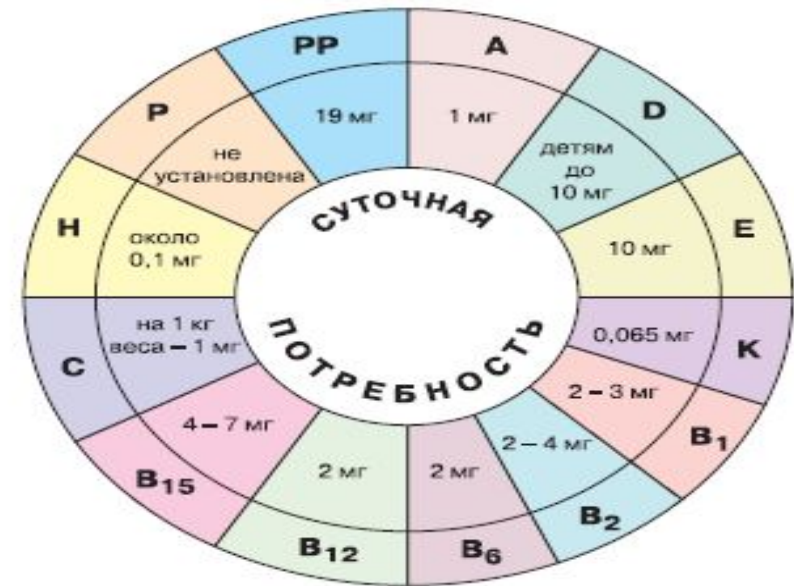 PP
19 мг
A
1 мг
D
детям
до
10 мг
E
10 мг
K
0,065 мг
B1
2 – 3 мг
B2
2 – 4 мг
B6
2 мг
B12
2 мг
B15
4 – 7 мг
C
на 1 кг
веса – 1 мг
H
около
0,1 мг
P
не
установлена
СУТОЧНАЯ
ПОТРЕБНОСТЬ